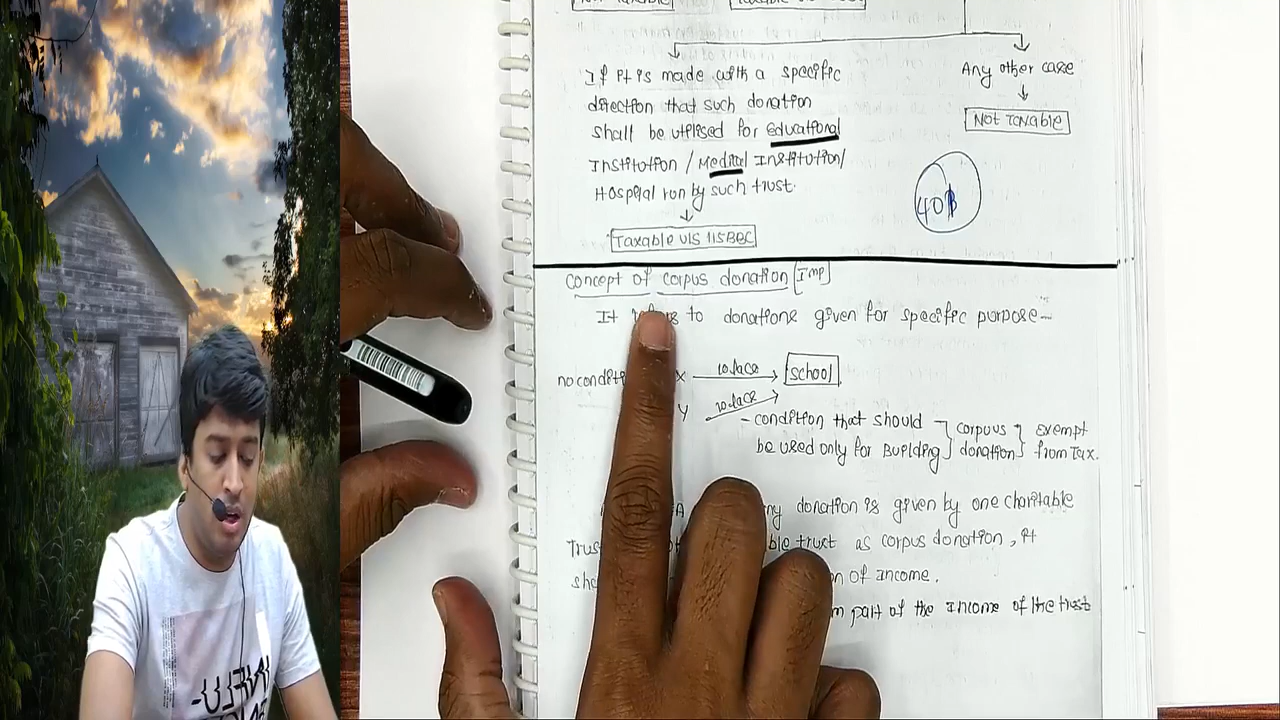 If it is made with a specific
direction that such donation
shall be utilised for educational
Institution / Medical Institution/
Hospital run by such trust.
Taxable u/s 115BBC
Any other case
Not Taxable
40
Concept of corpus donation [Imp]
It to donations given for specific purpose-
no X 10 lacs school
Y 10 lacs
- condition that should
be used only for Building
corpus
donation
exempt
from Tax.
donation is given by one charitable
trust as corpus donation, it
of income.
part of the income of the trust